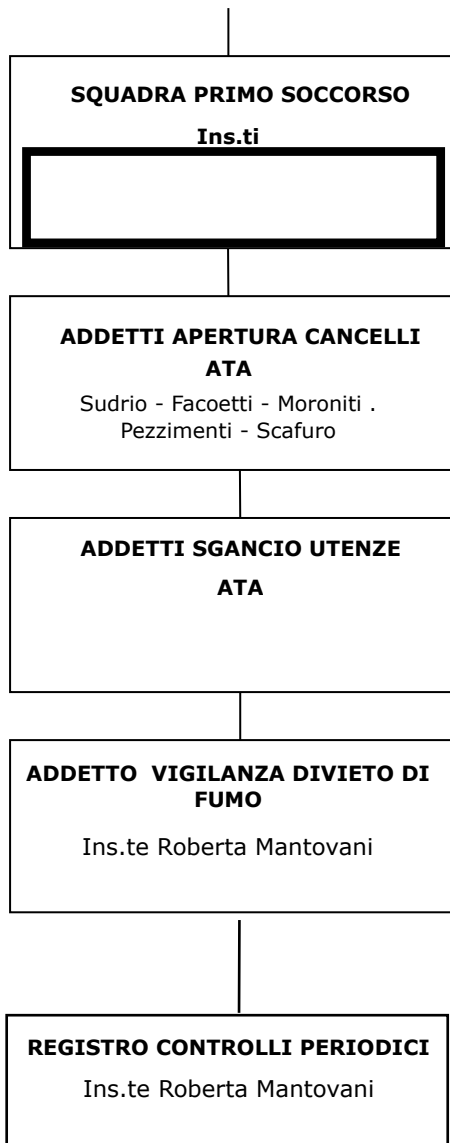 SQUADRA PRIMO SOCCORSO
Ins.ti
ADDETTI APERTURA CANCELLI
ATA
Sudrio - Facoetti - Moroniti .
Pezzimenti - Scafuro
ADDETTI SGANCIO UTENZE
ATA
ADDETTO VIGILANZA DIVIETO DI
FUMO
Ins.te Roberta Mantovani
REGISTRO CONTROLLI PERIODICI
Ins.te Roberta Mantovani